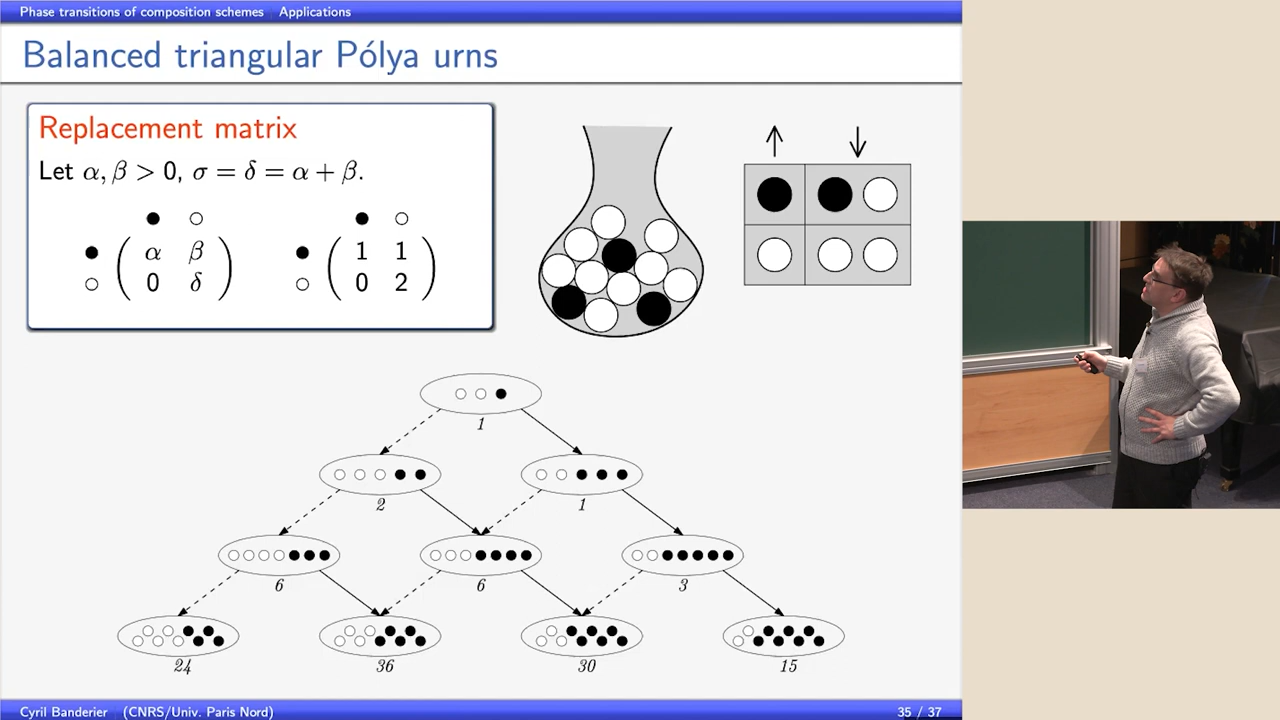 Phase transitions of composition schemes Applications
Balanced triangular Pólya urns
Replacement matrix
Let α, β > 0, σ = δ = α + β.
α β
0 δ
1 1
0 2
1
2 1
6 6 3
24 36 30 15
Cyril Banderier (CNRS/Univ. Paris Nord) 35 / 37